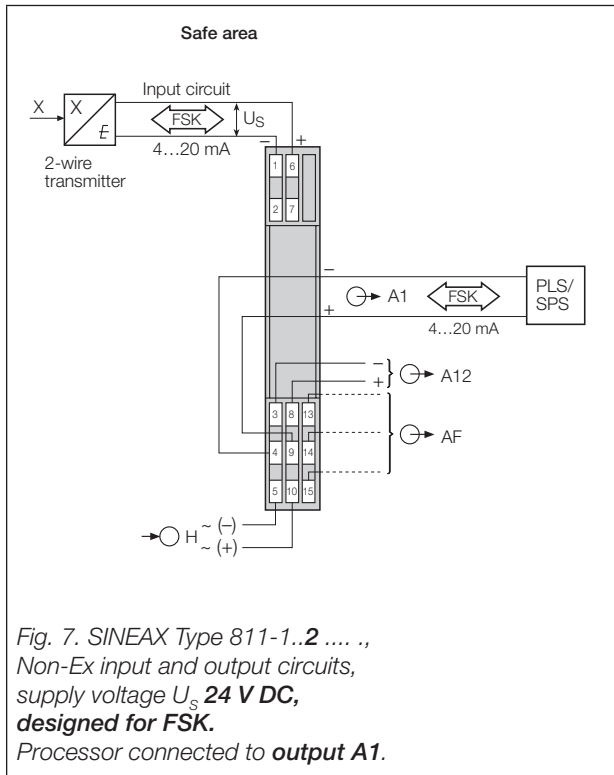 Safe area
Input circuit
X
X
E
FSK
U_S
4...20 mA
– +
2-wire
transmitter
1 6
2 7
–
A1
FSK
PLS/
SPS
+
4...20 mA
–
+
A12
3 8 13
AF
4 9 14
5 10 15
H ~ (–)
~ (+)
Fig. 7. SINEAX Type 811-1..2 .... .,
Non-Ex input and output circuits,
supply voltage U_S 24 V DC,
designed for FSK.
Processor connected to output A1.